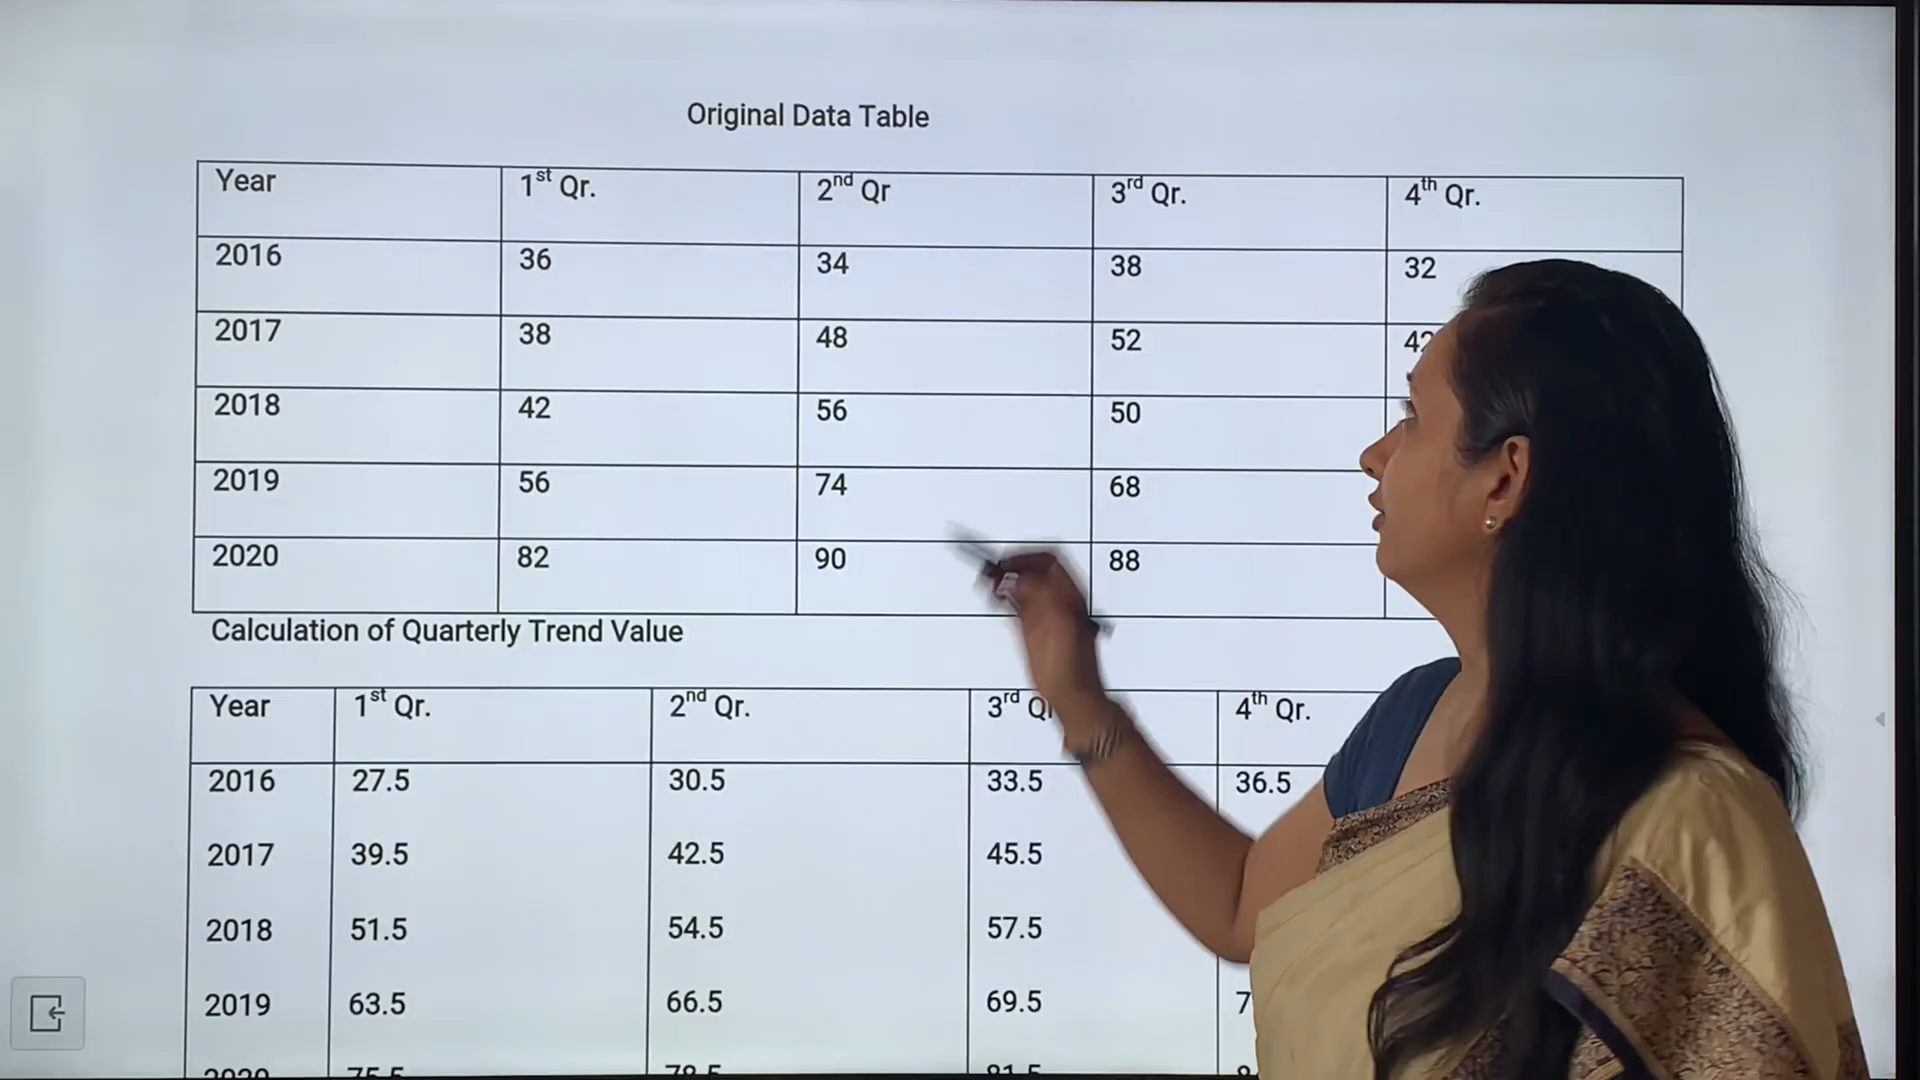 Original Data Table
Year 1st Qr. 2nd Qr 3rd Qr. 4th Qr.
2016 36 34 38 32
2017 38 48 52
2018 42 56 50
2019 56 74 68
2020 82 90 88
Calculation of Quarterly Trend Value
Year 1st Qr. 2nd Qr. 3rd 4th Qr.
2016 27.5 30.5 33.5 36.5
2017 39.5 42.5 45.5
2018 51.5 54.5 57.5
2019 63.5 66.5 69.5